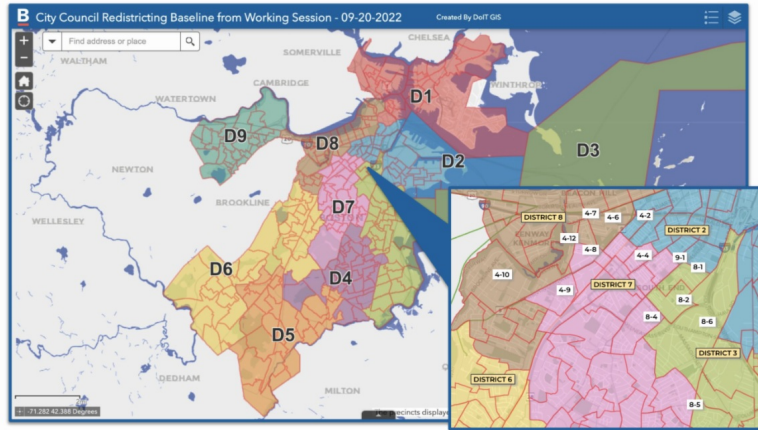 B City Council Redistricting Baseline from Working Session - 09-20-2022
Created By DoIT GIS
+
Find address or place
−
CHELSEA
SOMERVILLE
WALTHAM
WINTHROP
CAMBRIDGE
WATERTOWN
D1
D9
D8
D2
D3
NEWTON
BROOKLINE
D7
WELLESLEY
D6
D4
D5
DEDHAM
MILTON
-71.282 42.398 Degrees
BEACON HILL
DISTRICT 8
4-7
4-6
4-2
DISTRICT 2
FENWAY
KENMORE
4-12
4-8
4-4
9-1
8-1
4-10
DISTRICT 7
4-9
8-2
8-4
8-6
DISTRICT 3
DISTRICT 6
8-5